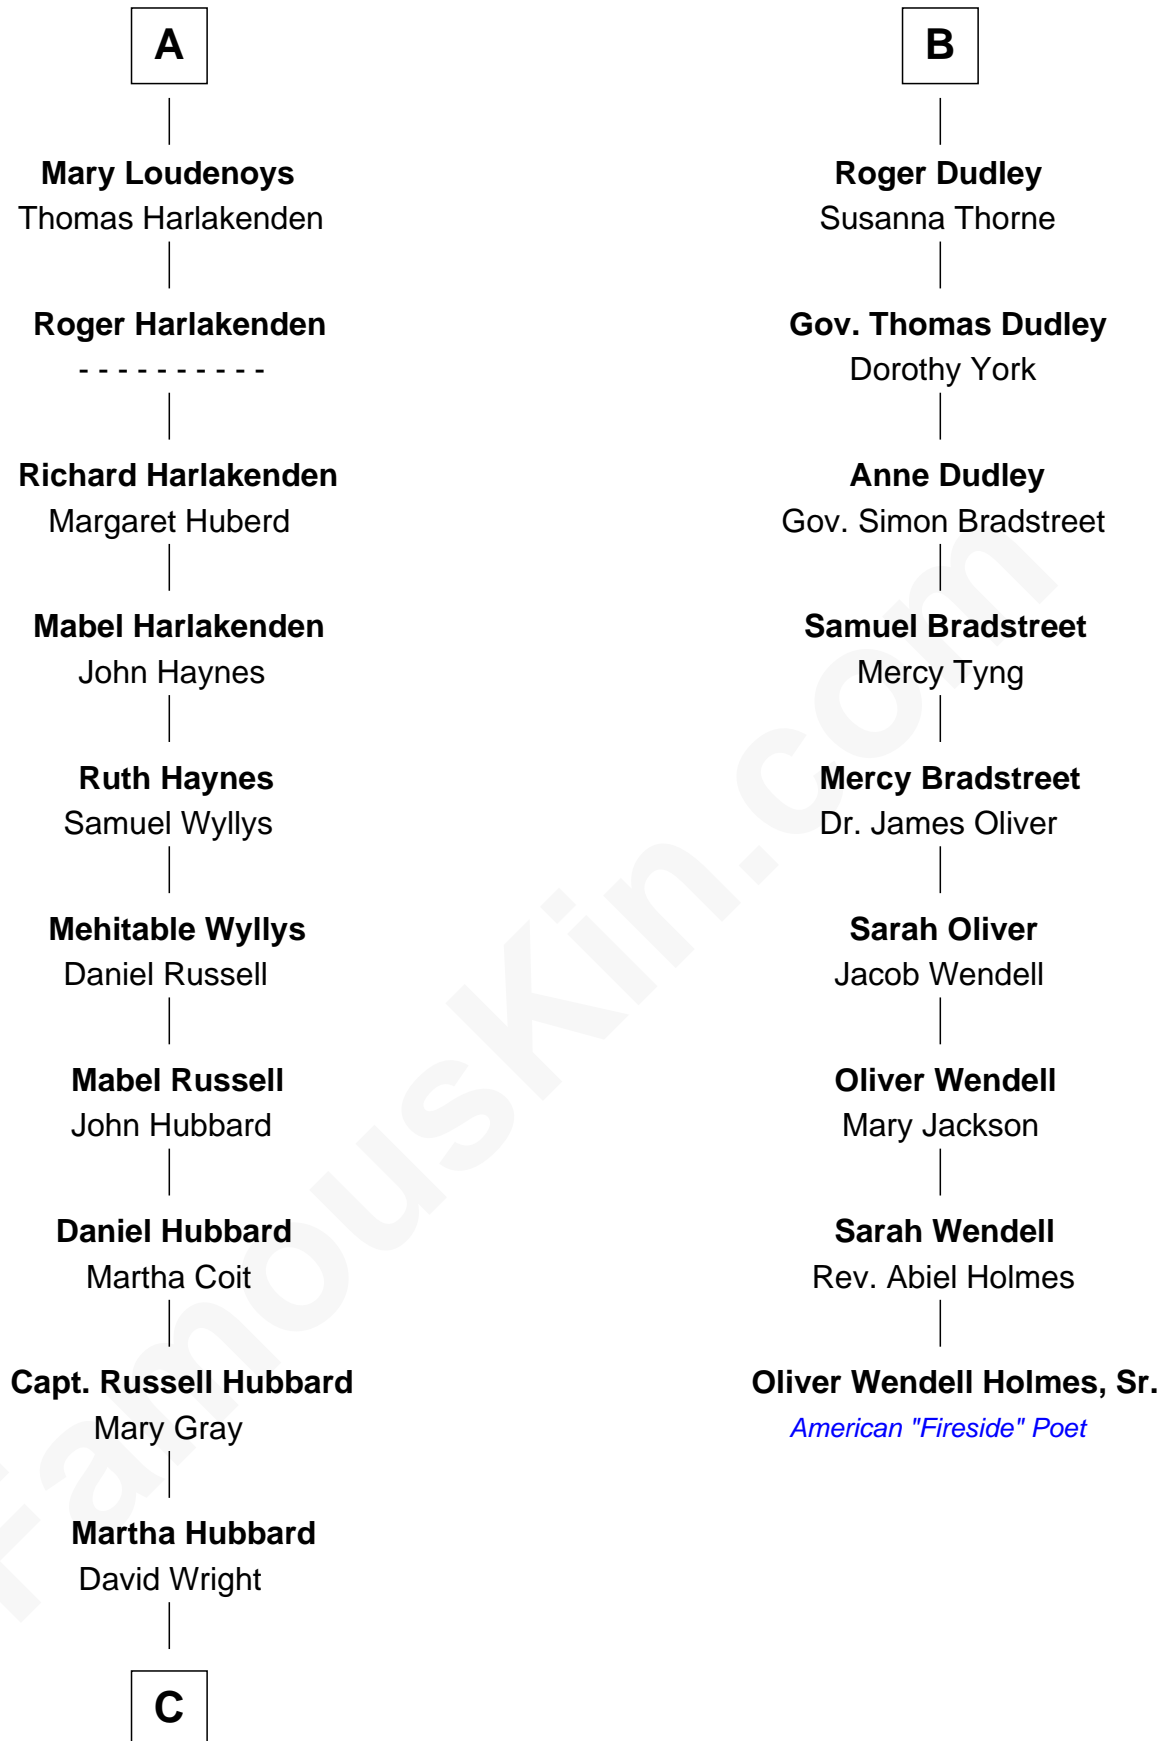 A
Mary Loudenoys
Thomas Harlakenden
Roger Harlakenden
- - - - - - - - - -
Richard Harlakenden
Margaret Huberd
Mabel Harlakenden
John Haynes
Ruth Haynes
Samuel Wyllys
Mehitable Wyllys
Daniel Russell
Mabel Russell
John Hubbard
Daniel Hubbard
Martha Coit
Capt. Russell Hubbard
Mary Gray
Martha Hubbard
David Wright
C
B
Roger Dudley
Susanna Thorne
Gov. Thomas Dudley
Dorothy York
Anne Dudley
Gov. Simon Bradstreet
Samuel Bradstreet
Mercy Tyng
Mercy Bradstreet
Dr. James Oliver
Sarah Oliver
Jacob Wendell
Oliver Wendell
Mary Jackson
Sarah Wendell
Rev. Abiel Holmes
Oliver Wendell Holmes, Sr.
American "Fireside" Poet
FamousKin.com